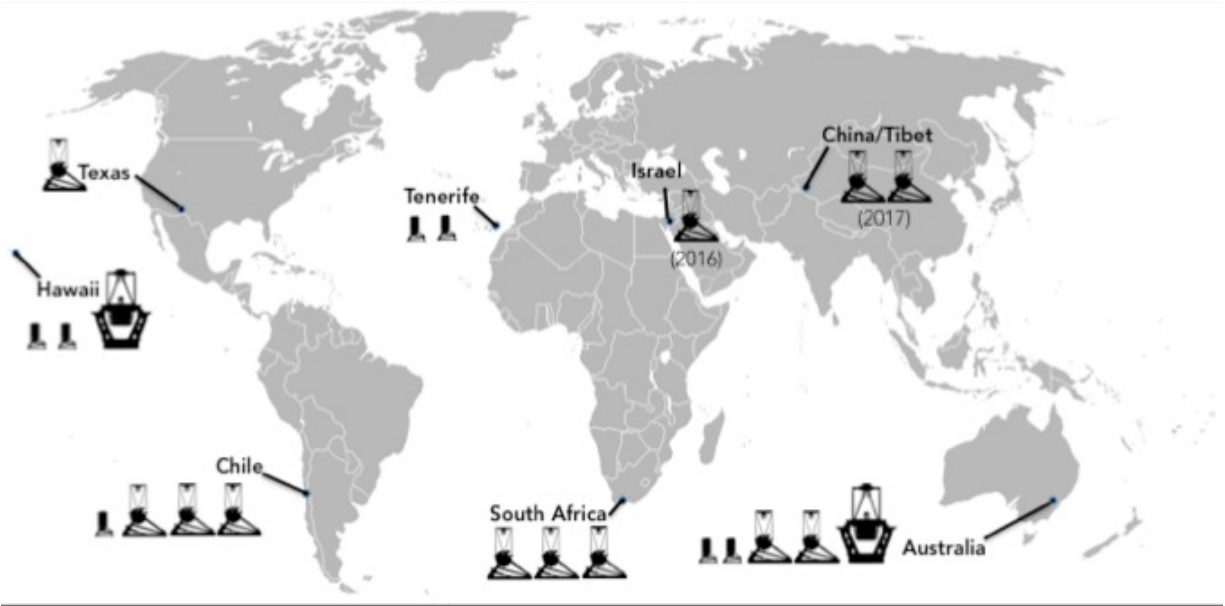 China/Tibet
Texas
Israel
Tenerife
(2017)
(2016)
Hawaii
Chile
South Africa
Australia